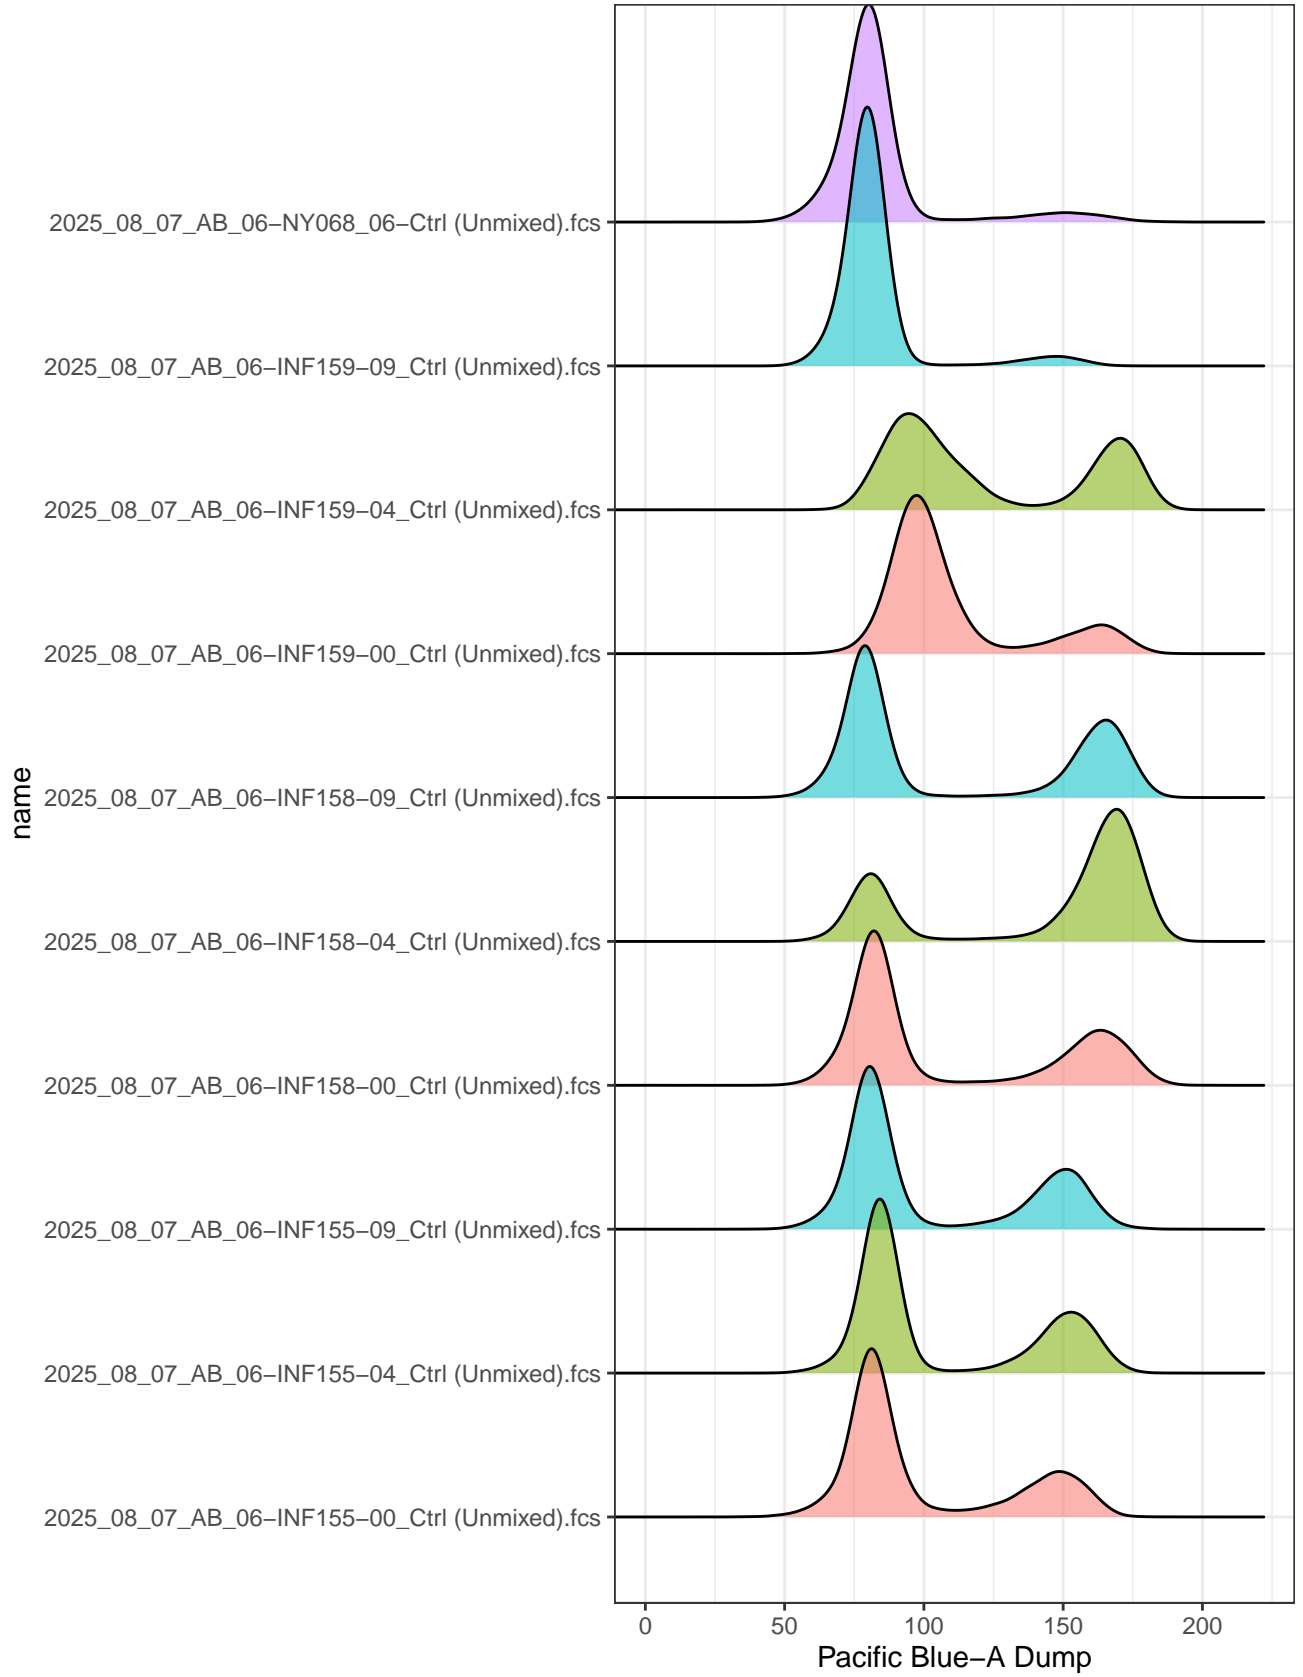 2025_08_07_AB_06−NY068_06−Ctrl (Unmixed).fcs
2025_08_07_AB_06−INF159−09_Ctrl (Unmixed).fcs
2025_08_07_AB_06−INF159−04_Ctrl (Unmixed).fcs
2025_08_07_AB_06−INF159−00_Ctrl (Unmixed).fcs
name
2025_08_07_AB_06−INF158−09_Ctrl (Unmixed).fcs
2025_08_07_AB_06−INF158−04_Ctrl (Unmixed).fcs
2025_08_07_AB_06−INF158−00_Ctrl (Unmixed).fcs
2025_08_07_AB_06−INF155−09_Ctrl (Unmixed).fcs
2025_08_07_AB_06−INF155−04_Ctrl (Unmixed).fcs
2025_08_07_AB_06−INF155−00_Ctrl (Unmixed).fcs
0 50 100 150 200
Pacific Blue−A Dump